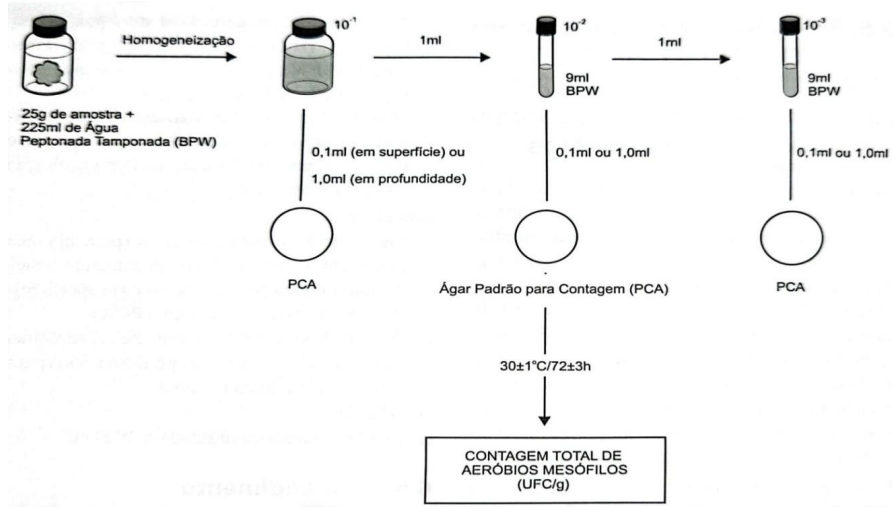 Homogeneização
10⁻¹
1ml
10⁻²
1ml
10⁻³
9ml
BPW
9ml
BPW
25g de amostra +
225ml de Água
Peptonada Tamponada (BPW)
0,1ml (em superfície) ou
1,0ml (em profundidade)
0,1ml ou 1,0ml
0,1ml ou 1,0ml
PCA
Ágar Padrão para Contagem (PCA)
PCA
30±1°C/72±3h
CONTAGEM TOTAL DE
AERÓBIOS MESÓFILOS
(UFC/g)